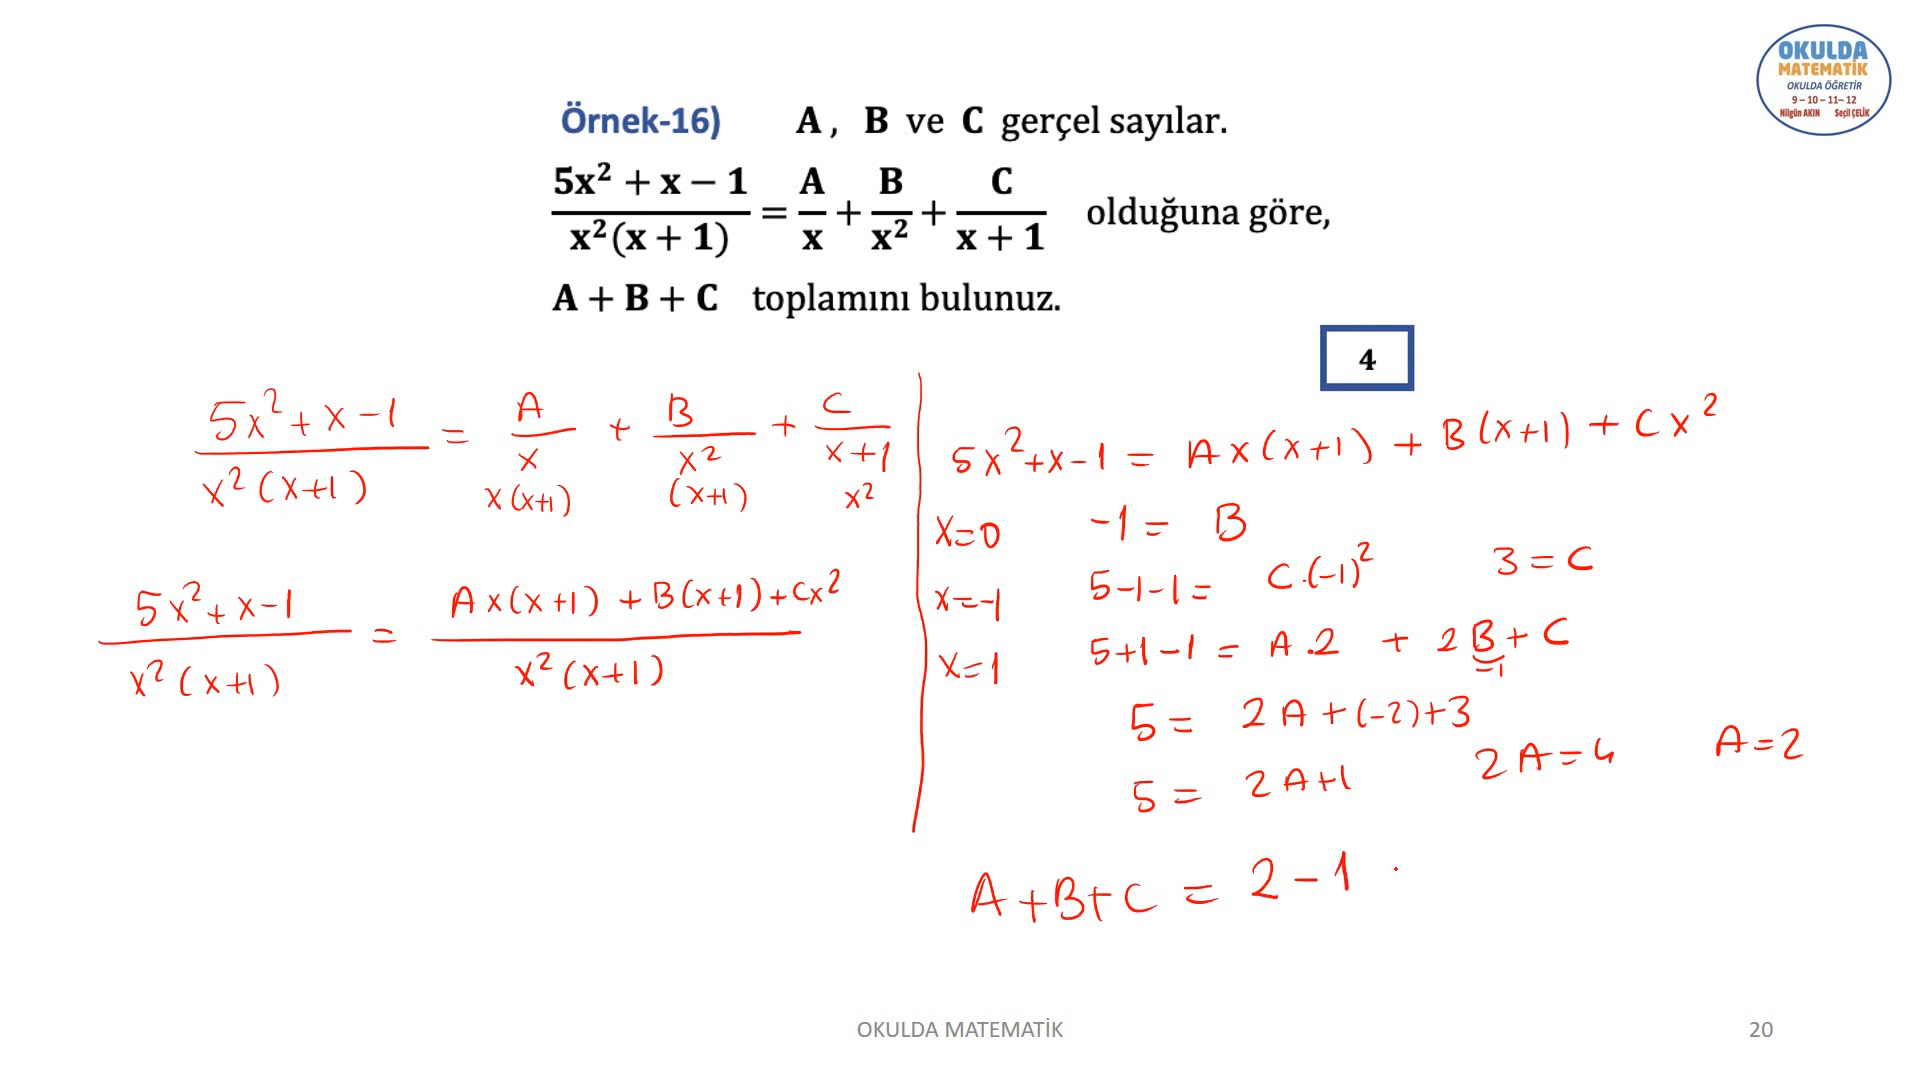 OKULDA
MATEMATİK
OKULDA ÖĞRETİR
9 – 10 – 11– 12
Nilgün AKIN Seçil ÇELİK
Örnek-16) A , B ve C gerçel sayılar.
(5x² + x − 1)/(x²(x + 1)) = A/x + B/x² + C/(x + 1) olduğuna göre,
A + B + C toplamını bulunuz.
4
(5x²+x−1)/(x²(x+1)) = A/x + B/x² + C/(x+1)
x(x+1) (x+1) x²
(5x²+x−1)/(x²(x+1)) = (Ax(x+1) + B(x+1)+Cx²)/(x²(x+1))
5x²+x−1 = Ax(x+1) + B(x+1) + Cx²
x=0 −1 = B
x=−1 5−1−1 = C.(−1)² 3 = C
x=1 5+1−1 = A.2 + 2B + C
=1
5 = 2A+(−2)+3
5 = 2A+1 2A=4 A=2
A+B+C = 2−1 .
OKULDA MATEMATİK
20